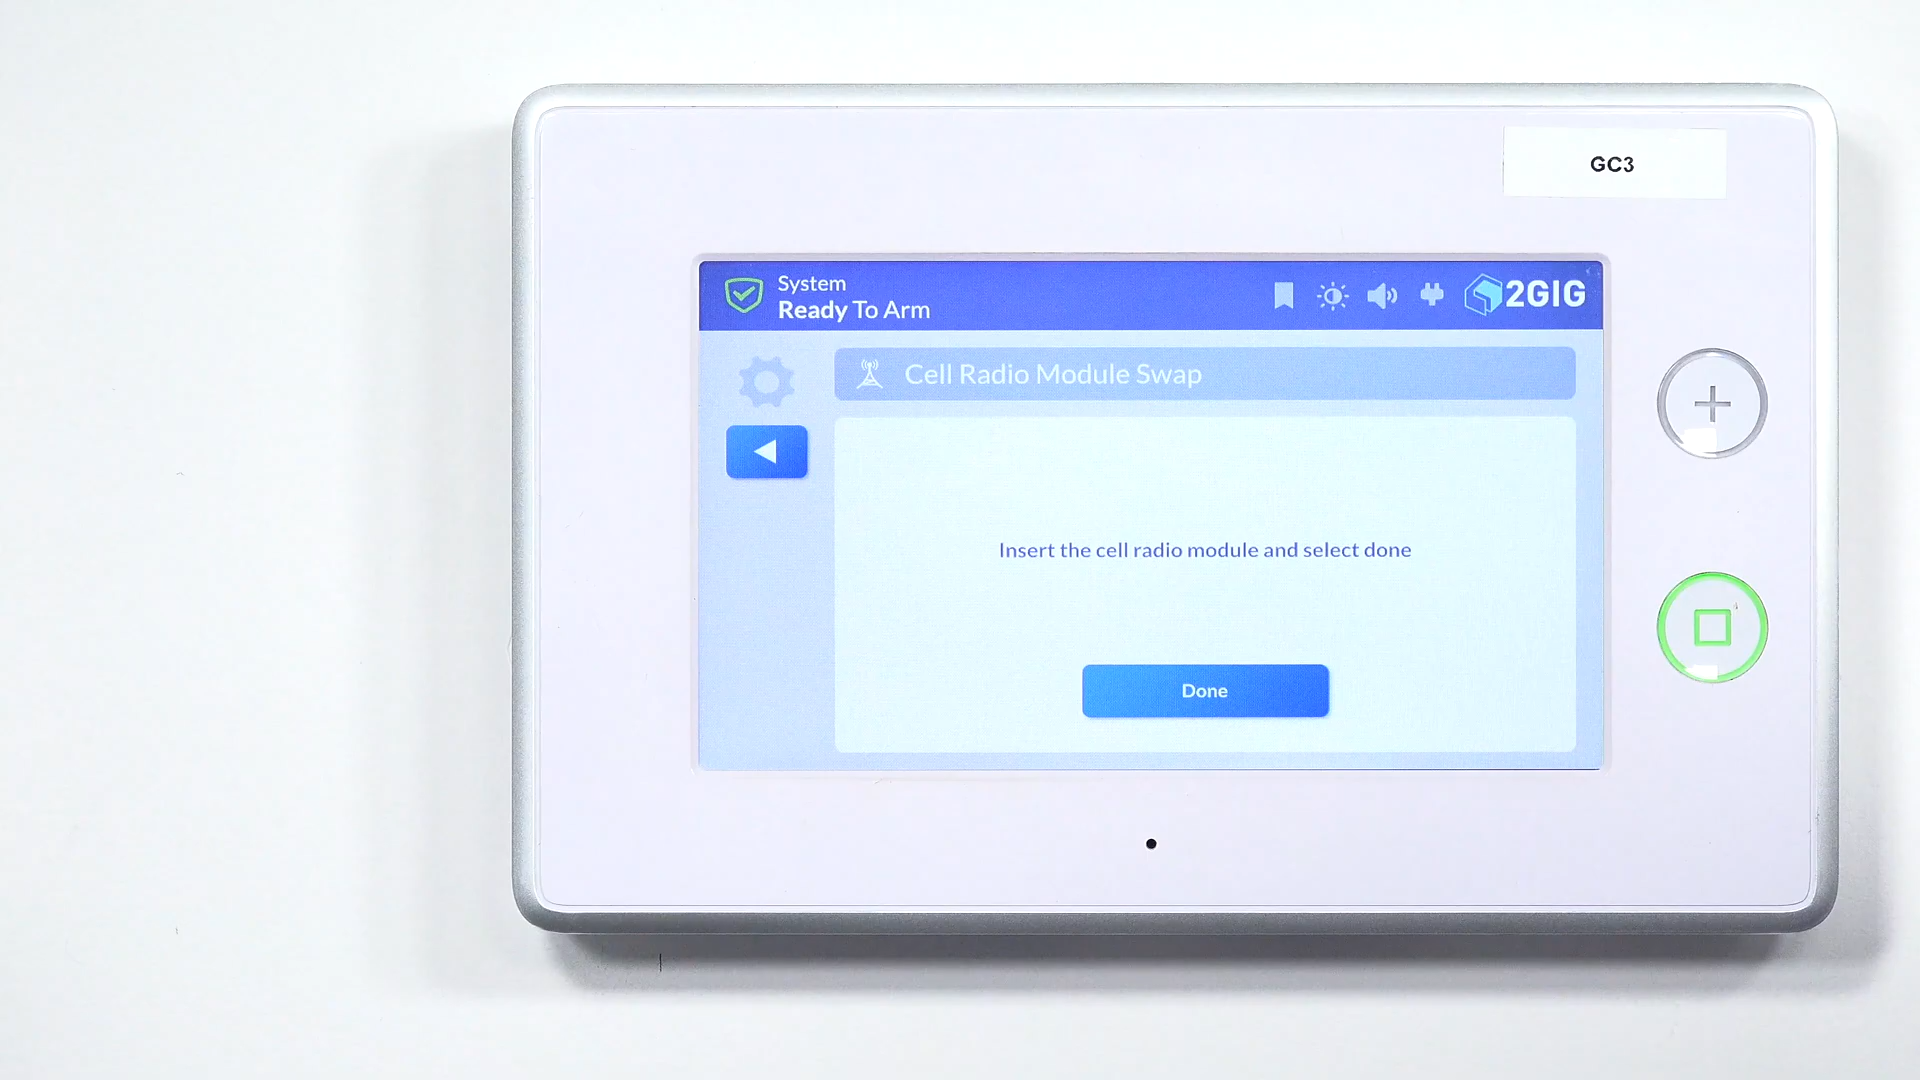 GC3
System
Ready To Arm
2GIG
Cell Radio Module Swap
Insert the cell radio module and select done
Done